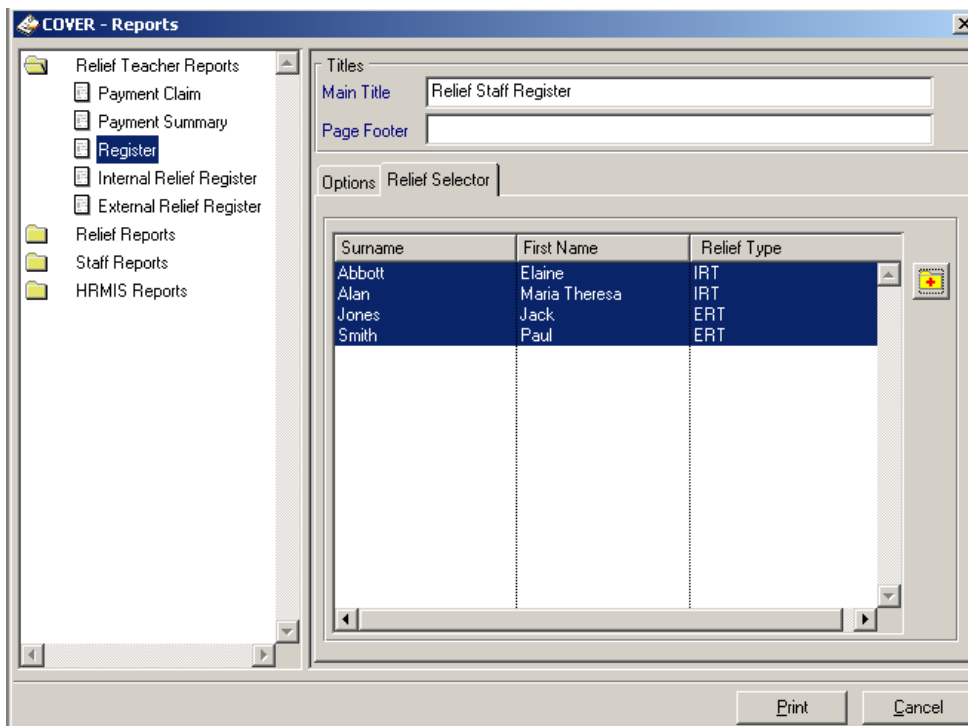 COVER - Reports
Relief Teacher Reports
Payment Claim
Payment Summary
Register
Internal Relief Register
External Relief Register
Relief Reports
Staff Reports
HRMIS Reports
Titles
Main Title Relief Staff Register
Page Footer
Options Relief Selector
Surname First Name Relief Type
Abbott Elaine IRT
Alan Maria Theresa IRT
Jones Jack ERT
Smith Paul ERT
Print Cancel